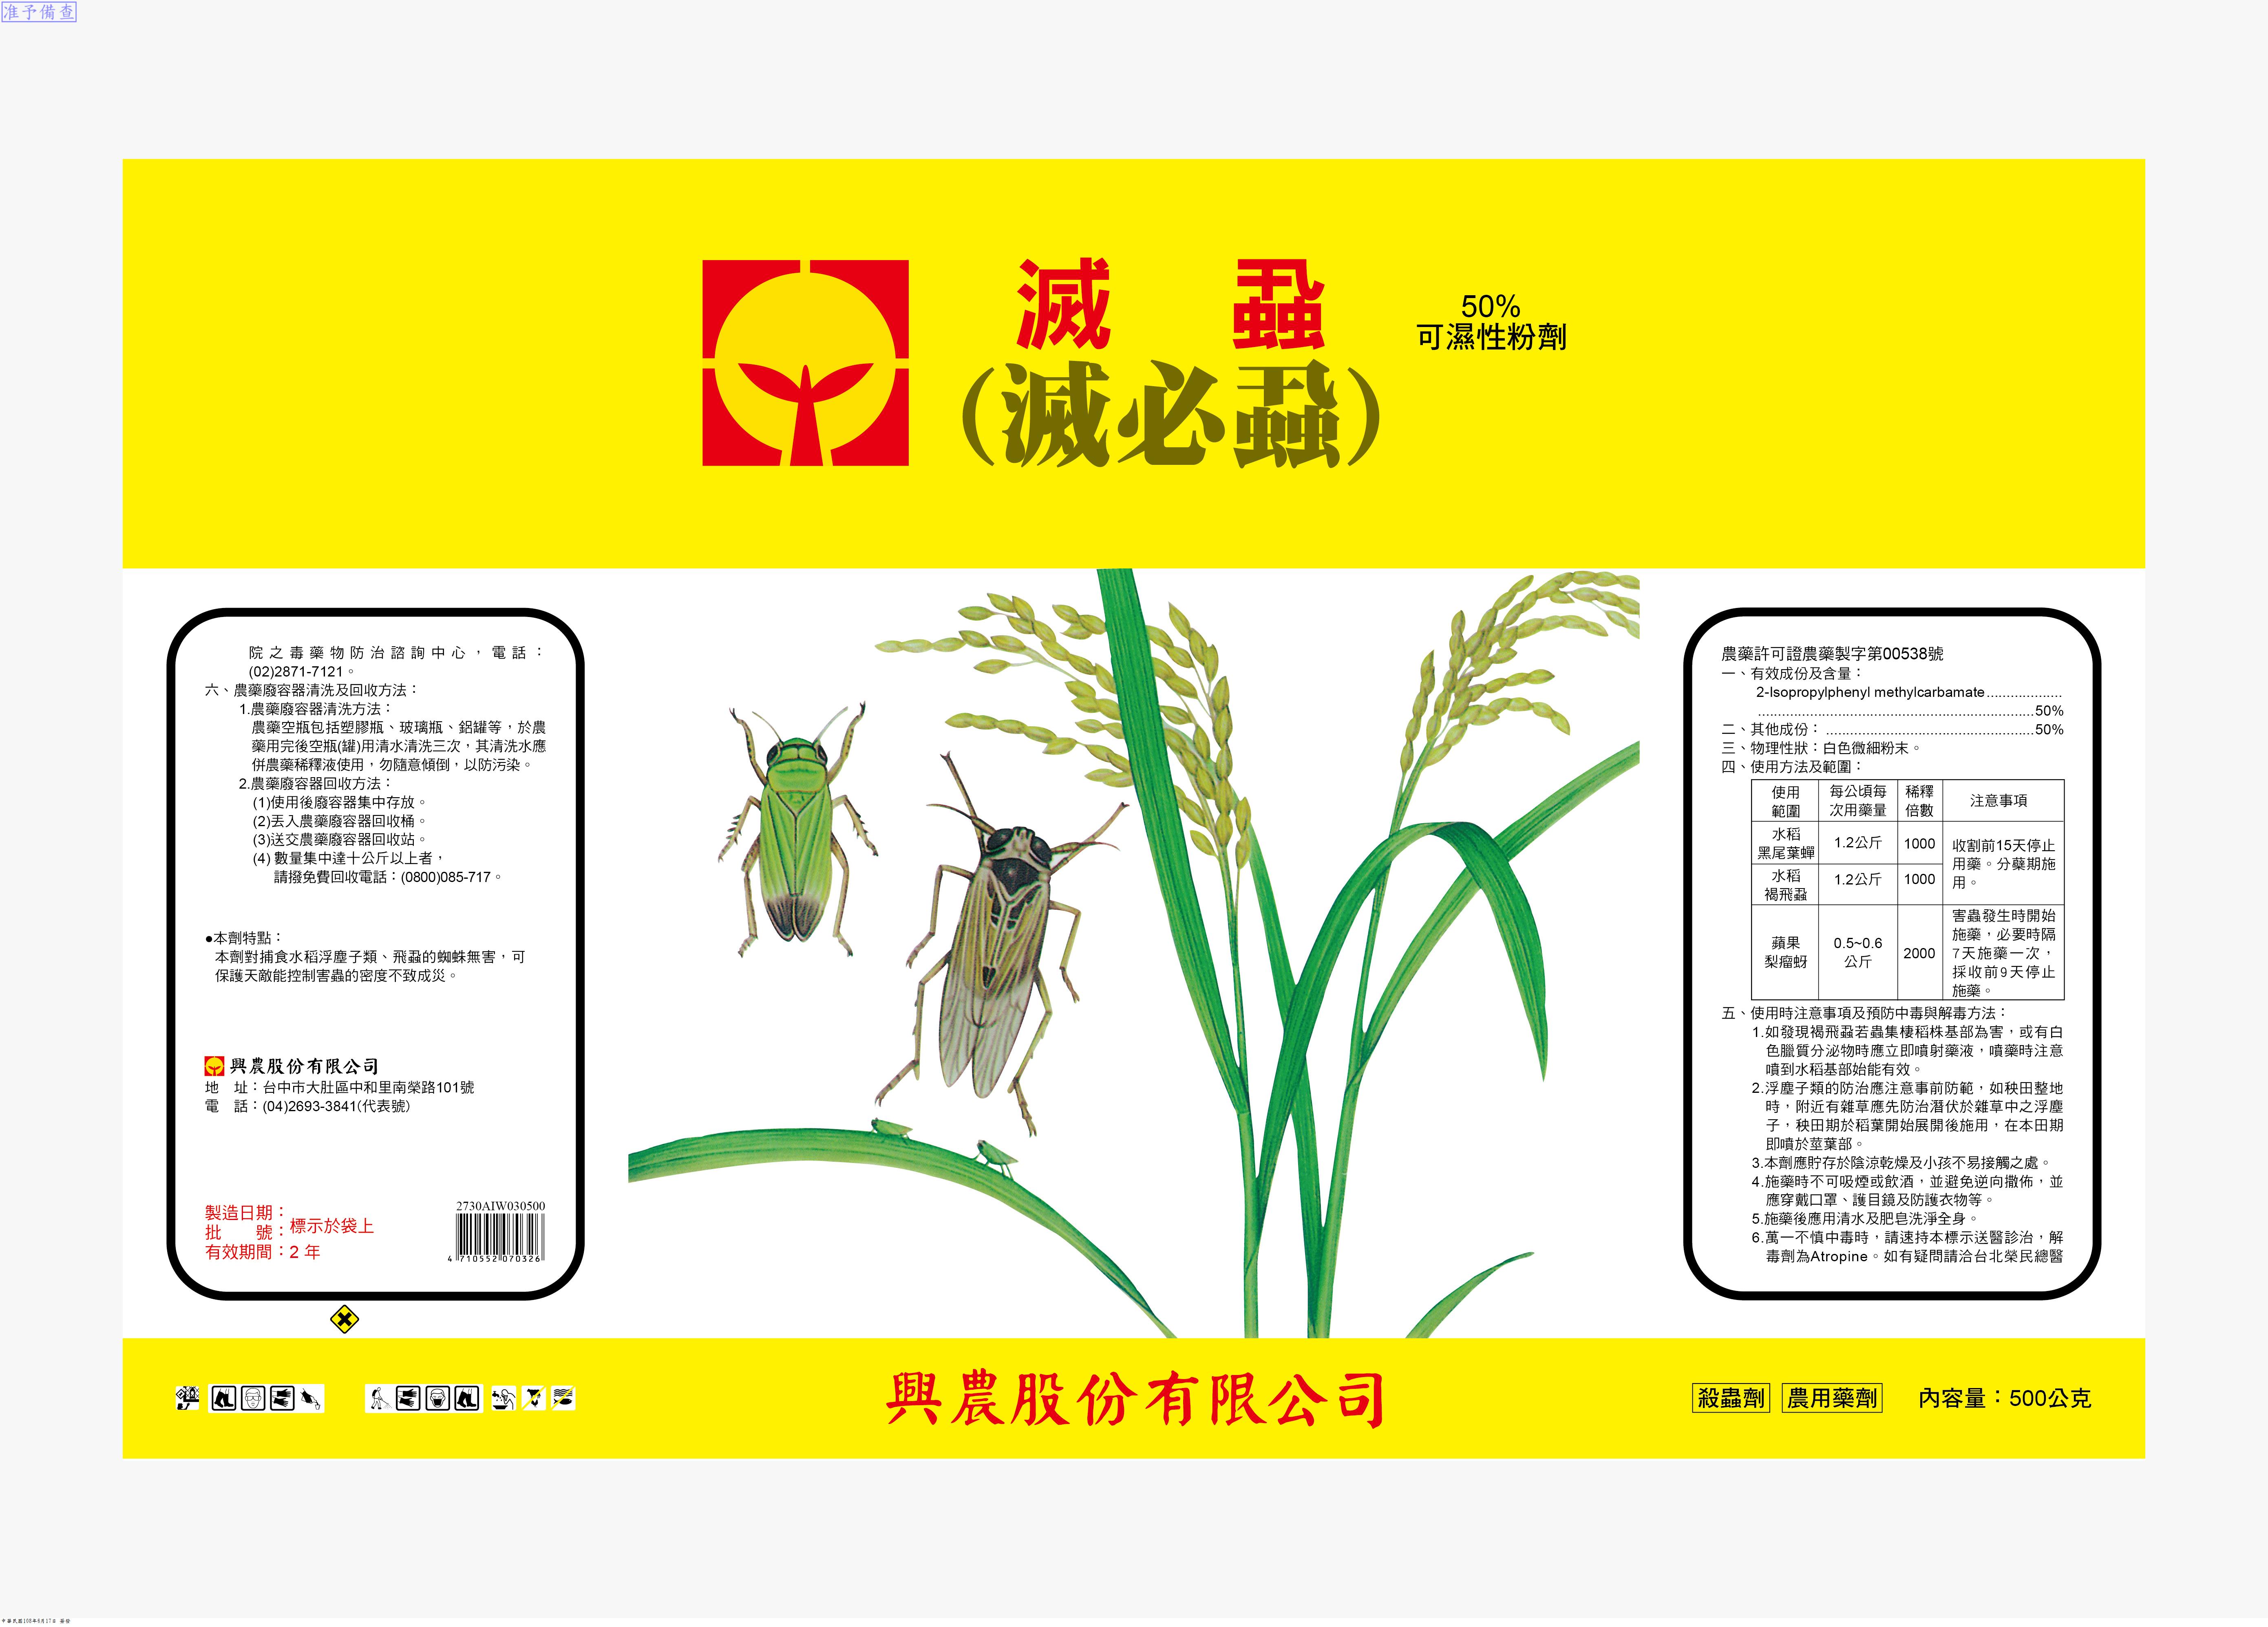 准予備查
滅蝨
(滅必蝨)
50%
可濕性粉劑
農藥許可證農藥製字第00538號
一、有效成份及含量：
2-Isopropylphenyl methylcarbamate...................
.....................................................................50%
二、其他成份：....................................................50%
三、物理性狀：白色微細粉末。
四、使用方法及範圍：
使用範圍 每公頃每次用藥量 稀釋倍數 注意事項
水稻黑尾葉蟬 1.2公斤 1000 收割前15天停止用藥。分蘗期施用。
水稻褐飛蝨 1.2公斤 1000
蘋果梨瘤蚜 0.5~0.6公斤 2000 害蟲發生時開始施藥，必要時隔7天施藥一次，採收前9天停止施藥。
五、使用時注意事項及預防中毒與解毒方法：
1.如發現褐飛蝨若蟲集棲稻株基部為害，或有白
色臘質分泌物時應立即噴射藥液，噴藥時注意
噴到水稻基部始能有效。
2.浮塵子類的防治應注意事前防範，如秧田整地
時，附近有雜草應先防治潛伏於雜草中之浮塵
子，秧田期於稻葉開始展開後施用，在本田期
即噴於莖葉部。
3.本劑應貯存於陰涼乾燥及小孩不易接觸之處。
4.施藥時不可吸煙或飲酒，並避免逆向撒佈，並
應穿戴口罩、護目鏡及防護衣物等。
5.施藥後應用清水及肥皂洗淨全身。
6.萬一不慎中毒時，請速持本標示送醫診治，解
毒劑為Atropine。如有疑問請洽台北榮民總醫
院之毒藥物防治諮詢中心，電話：
(02)2871-7121。
六、農藥廢容器清洗及回收方法：
1.農藥廢容器清洗方法：
農藥空瓶包括塑膠瓶、玻璃瓶、鋁罐等，於農
藥用完後空瓶(罐)用清水清洗三次，其清洗水應
併農藥稀釋液使用，勿隨意傾倒，以防污染。
2.農藥廢容器回收方法：
(1)使用後廢容器集中存放。
(2)丟入農藥廢容器回收桶。
(3)送交農藥廢容器回收站。
(4) 數量集中達十公斤以上者，
請撥免費回收電話：(0800)085-717。
●本劑特點：
本劑對捕食水稻浮塵子類、飛蝨的蜘蛛無害，可
保護天敵能控制害蟲的密度不致成災。
興農股份有限公司
地　址：台中市大肚區中和里南榮路101號
電　話：(04)2693-3841(代表號)
製造日期：
批　　號：標示於袋上
有效期間：2 年
2730AIW030500
4 710552 070326
興農股份有限公司
殺蟲劑 農用藥劑 內容量：500公克